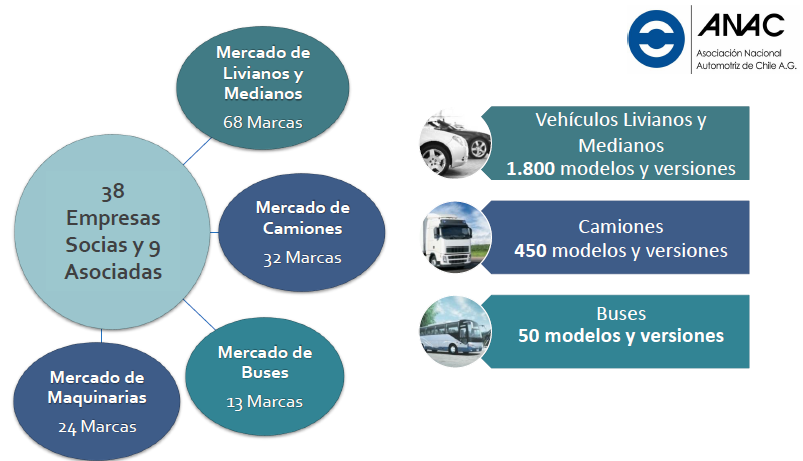 ANAC
Asociación Nacional
Automotriz de Chile A.G.
38
Empresas
Socias y 9
Asociadas
Mercado de
Livianos y
Medianos
68 Marcas
Mercado de
Camiones
32 Marcas
Mercado de
Buses
13 Marcas
Mercado de
Maquinarias
24 Marcas
Vehículos Livianos y
Medianos
1.800 modelos y versiones
Camiones
450 modelos y versiones
Buses
50 modelos y versiones